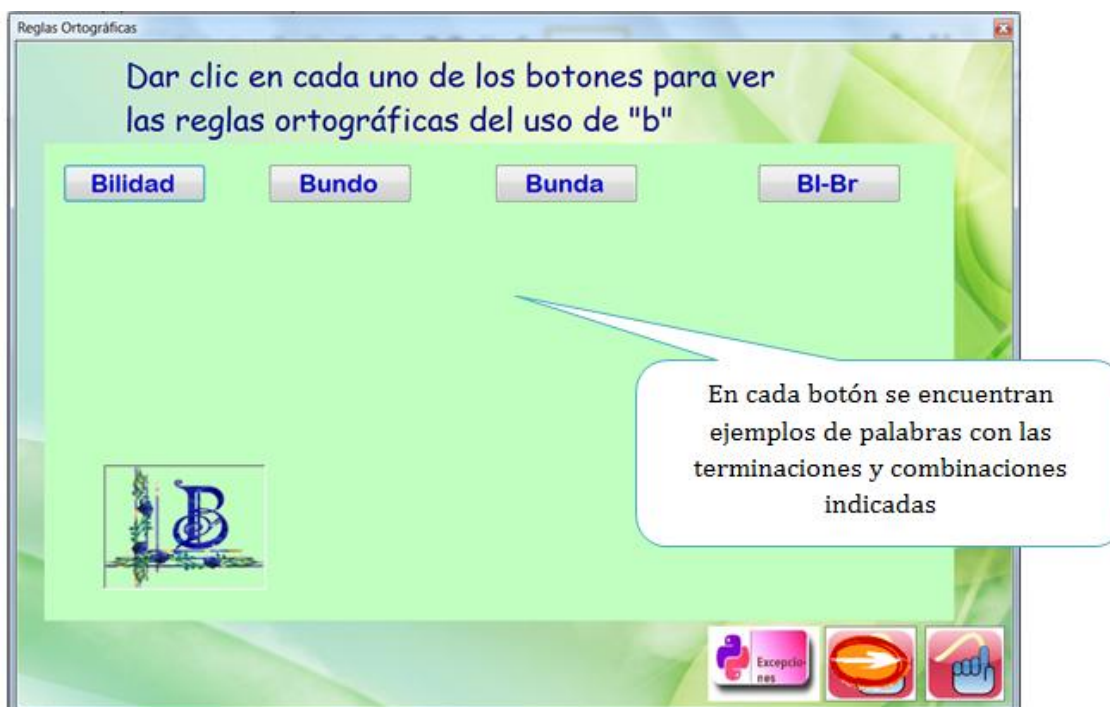 Reglas Ortográficas
Dar clic en cada uno de los botones para ver
las reglas ortográficas del uso de "b"
Bilidad Bundo Bunda Bl-Br
En cada botón se encuentran
ejemplos de palabras con las
terminaciones y combinaciones
indicadas
B
Excepcio-
nes